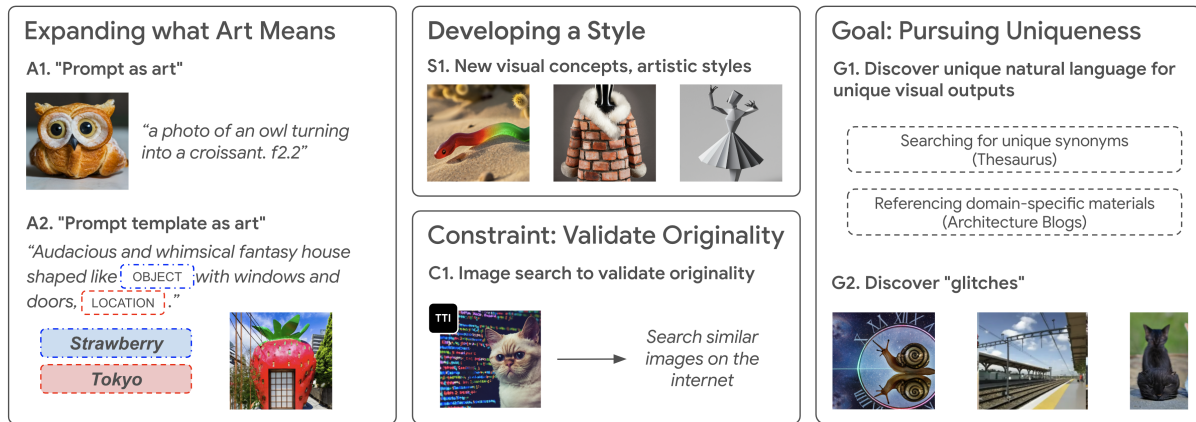 Expanding what Art Means
A1. "Prompt as art"
“a photo of an owl turning
into a croissant. f2.2”
A2. "Prompt template as art"
“Audacious and whimsical fantasy house
shaped like OBJECT with windows and
doors, LOCATION .”
Strawberry
Tokyo
Developing a Style
S1. New visual concepts, artistic styles
Constraint: Validate Originality
C1. Image search to validate originality
TTI
Search similar
images on the
internet
Goal: Pursuing Uniqueness
G1. Discover unique natural language for
unique visual outputs
Searching for unique synonyms
(Thesaurus)
Referencing domain-specific materials
(Architecture Blogs)
G2. Discover "glitches"